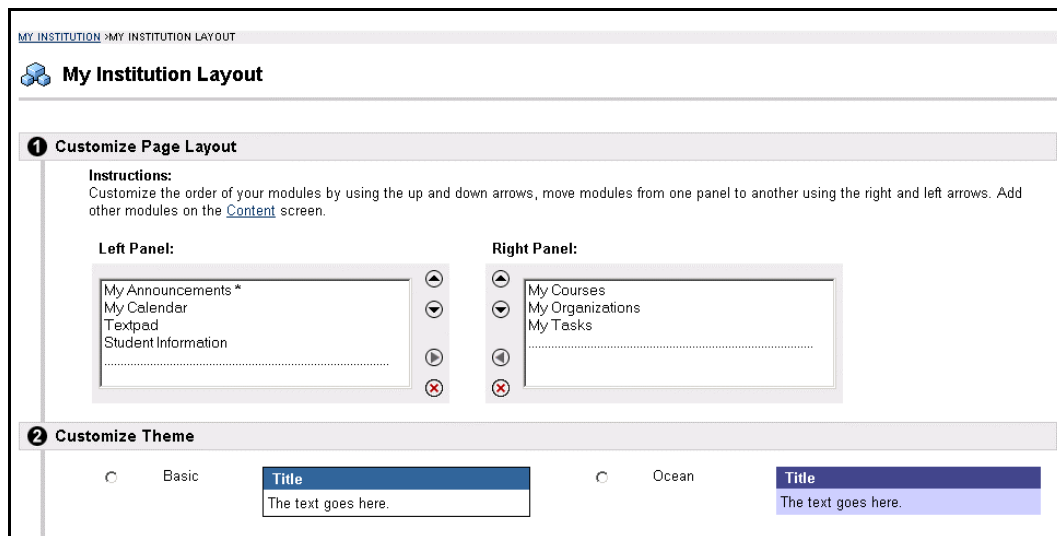 MY INSTITUTION >MY INSTITUTION LAYOUT
My Institution Layout
1 Customize Page Layout
Instructions:
Customize the order of your modules by using the up and down arrows, move modules from one panel to another using the right and left arrows. Add
other modules on the Content screen.
Left Panel:
My Announcements *
My Calendar
Textpad
Student Information
Right Panel:
My Courses
My Organizations
My Tasks
2 Customize Theme
Basic
Title
The text goes here.
Ocean
Title
The text goes here.